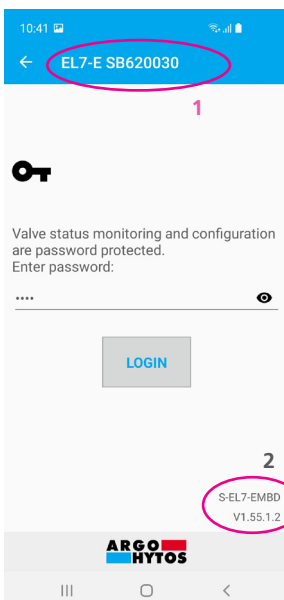 10:41
EL7-E SB620030
1
Valve status monitoring and configuration
are password protected.
Enter password:
....
LOGIN
2
S-EL7-EMBD
V1.55.1.2
ARGO
HYTOS